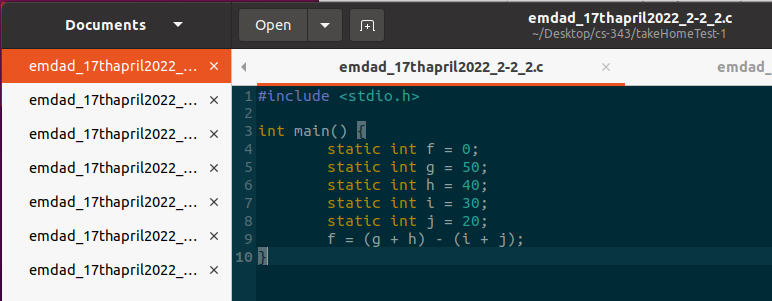 Documents
Open
emdad_17thapril2022_2-2_2.c
~/Desktop/cs-343/takeHomeTest-1
emdad_17thapril2022_...
emdad_17thapril2022_...
emdad_17thapril2022_...
emdad_17thapril2022_...
emdad_17thapril2022_...
emdad_17thapril2022_...
emdad_17thapril2022_...
emdad_17thapril2022_2-2_2.c
emdad_
1 #include <stdio.h>
2
3 int main() {
4 static int f = 0;
5 static int g = 50;
6 static int h = 40;
7 static int i = 30;
8 static int j = 20;
9 f = (g + h) - (i + j);
10 }